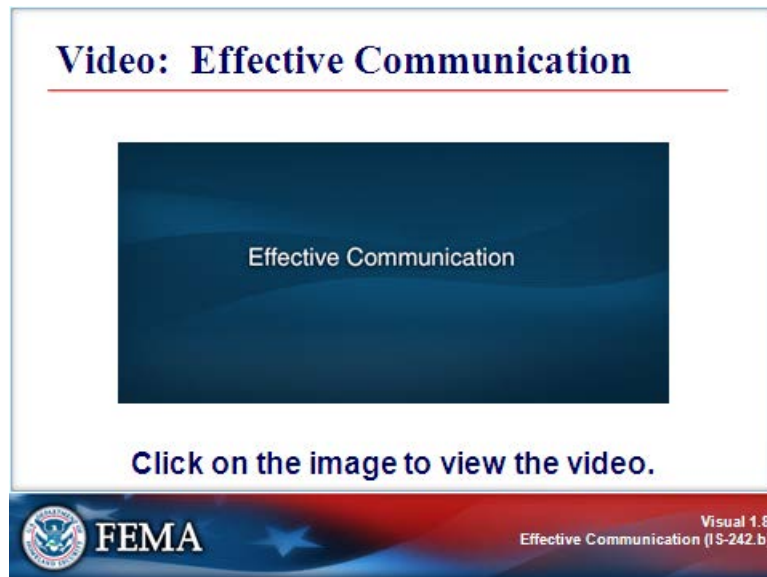 Video: Effective Communication
Effective Communication
Click on the image to view the video.
FEMA
Visual 1.8
Effective Communication (IS-242.b